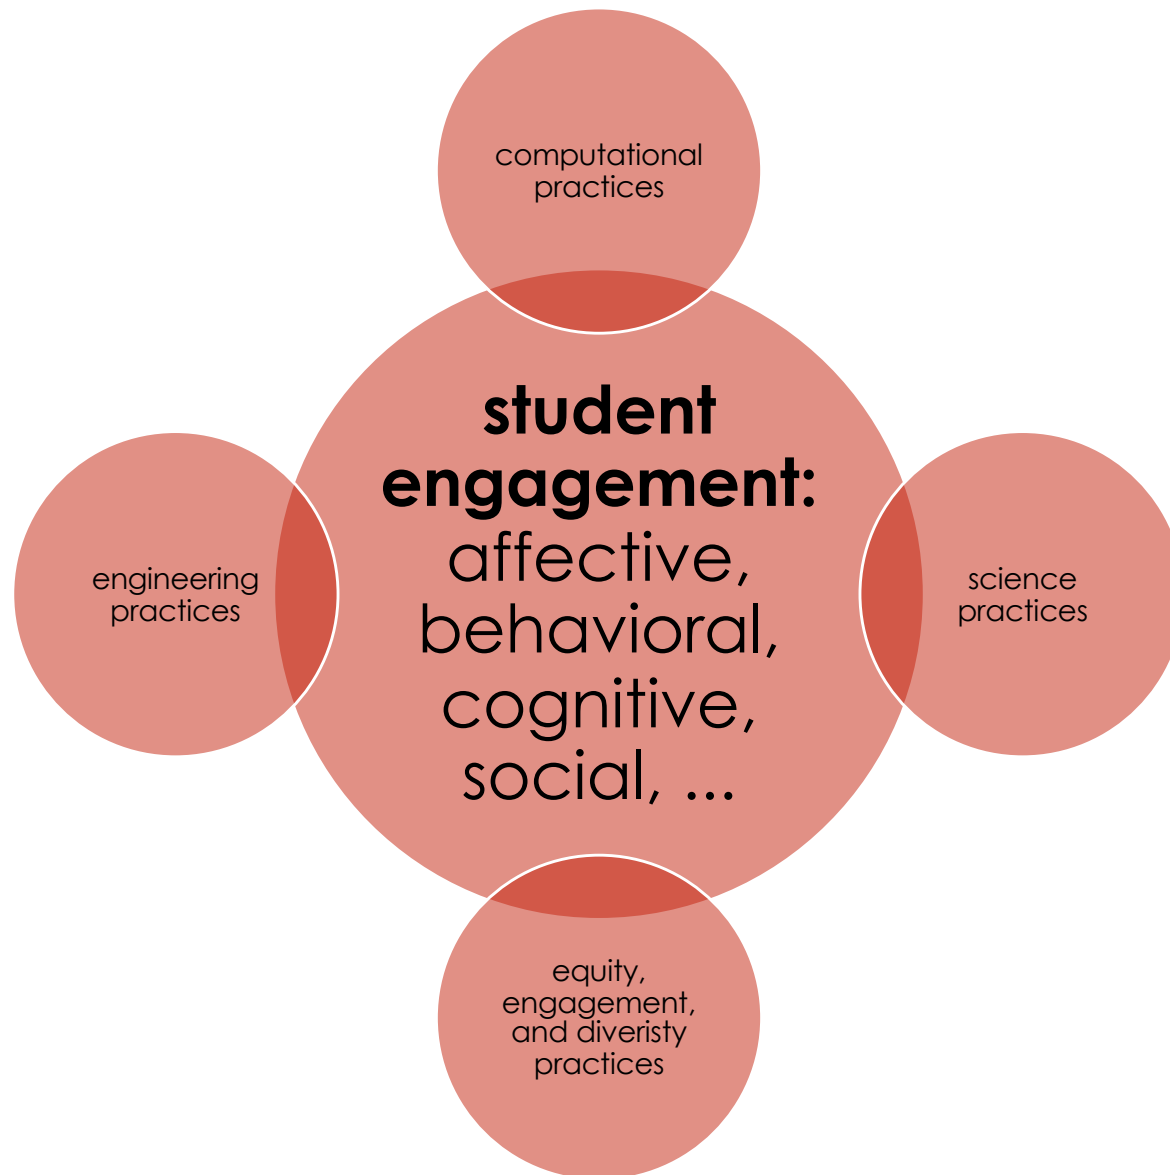 computational
practices
student
engagement:
affective,
behavioral,
cognitive,
social, ...
engineering
practices
science
practices
equity,
engagement,
and diveristy
practices